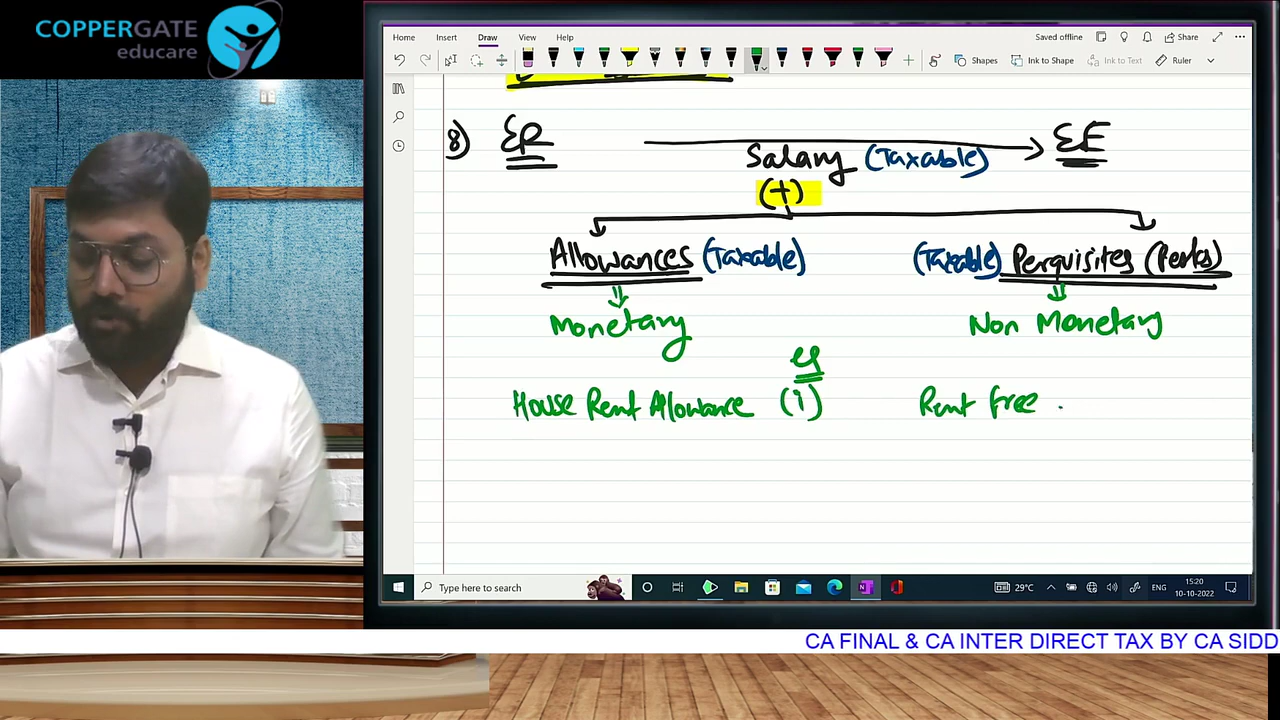 COPPERGATE
educare
Home Insert Draw View Help
Saved offline
Share
Shapes Ink to Shape Ink to Text Ruler
8) ER Salary (Taxable) EE
(+)
Allowances (Taxable) (Taxable) Perquisites (Perks)
Monetary Non Monetary
eg
House Rent Allowance (i) Rent free
Type here to search
29°C ENG 15:20
10-10-2022
CA FINAL & CA INTER DIRECT TAX BY CA SIDD